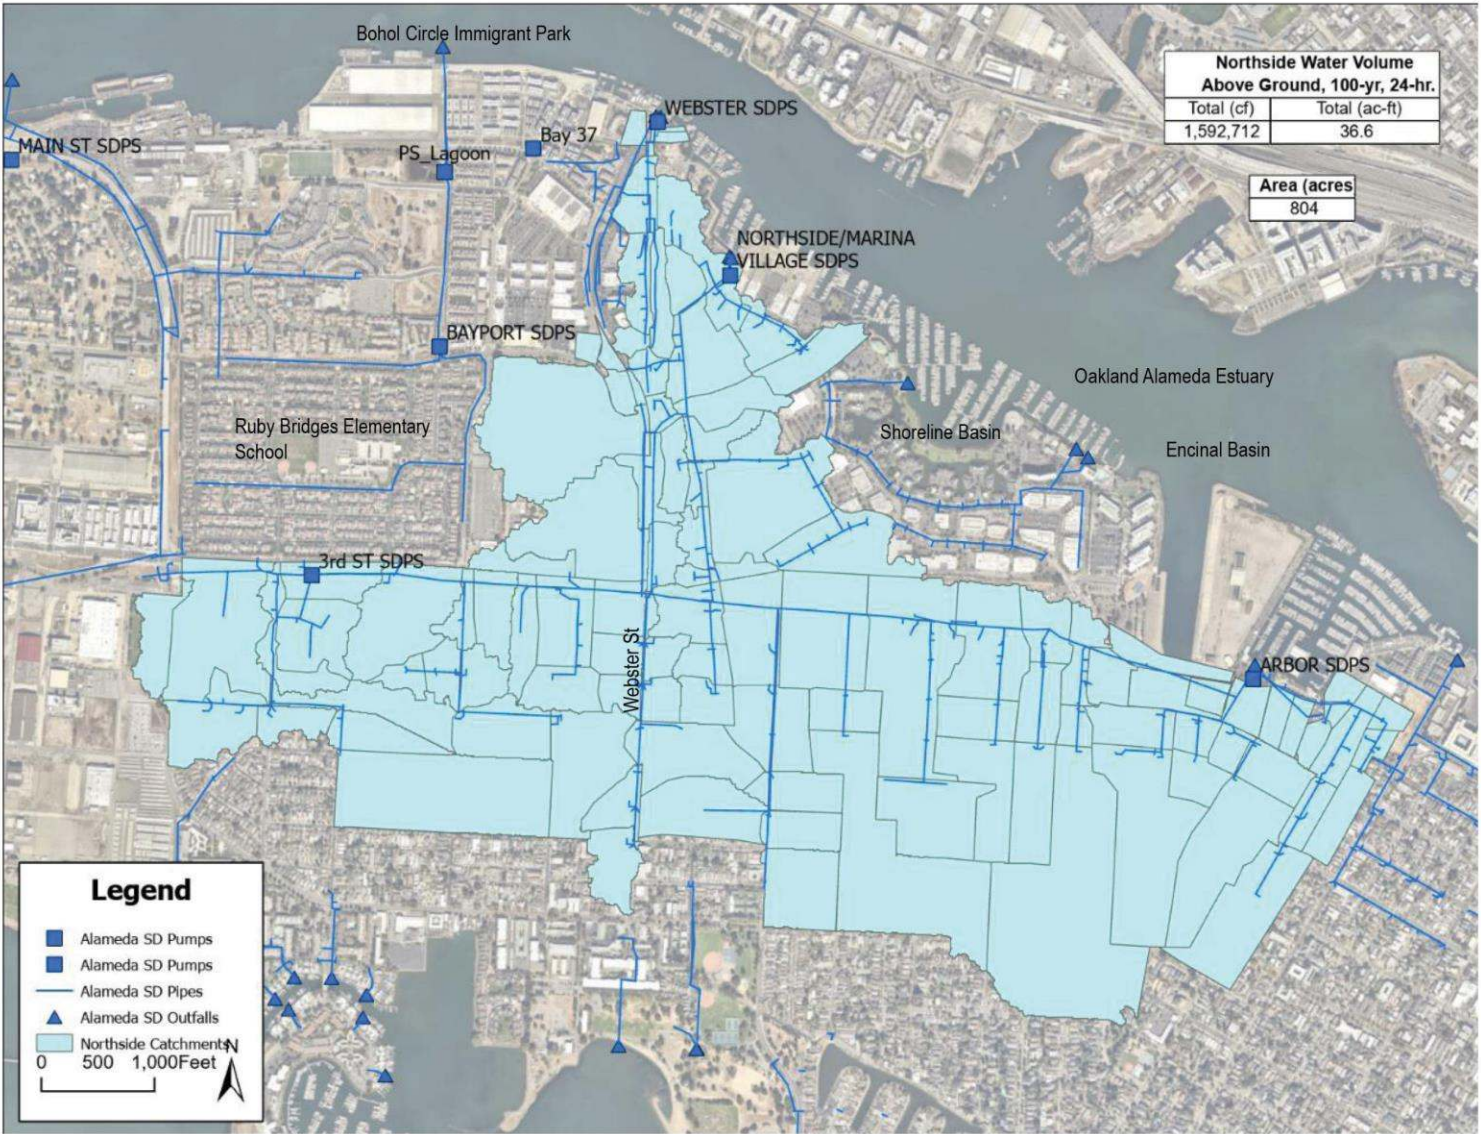 Bohol Circle Immigrant Park
Northside Water Volume
Above Ground, 100-yr, 24-hr.
Total (cf) Total (ac-ft)
1,592,712 36.6
WEBSTER SDPS
Bay 37
MAIN ST SDPS
PS_Lagoon
Area (acres
804
NORTHSIDE/MARINA
VILLAGE SDPS
BAYPORT SDPS
Oakland Alameda Estuary
Ruby Bridges Elementary
School
Shoreline Basin
Encinal Basin
3rd ST SDPS
Webster St
ARBOR SDPS
Legend
Alameda SD Pumps
Alameda SD Pumps
Alameda SD Pipes
Alameda SD Outfalls
Northside Catchments
N
0 500 1,000Feet